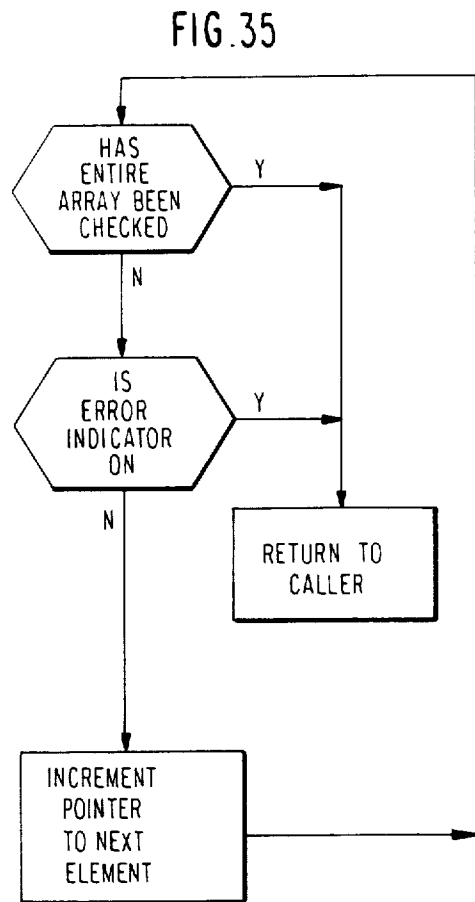 FIG.35
HAS
ENTIRE
ARRAY BEEN
CHECKED
Y
N
IS
ERROR
INDICATOR
ON
Y
N
RETURN TO
CALLER
INCREMENT
POINTER
TO NEXT
ELEMENT